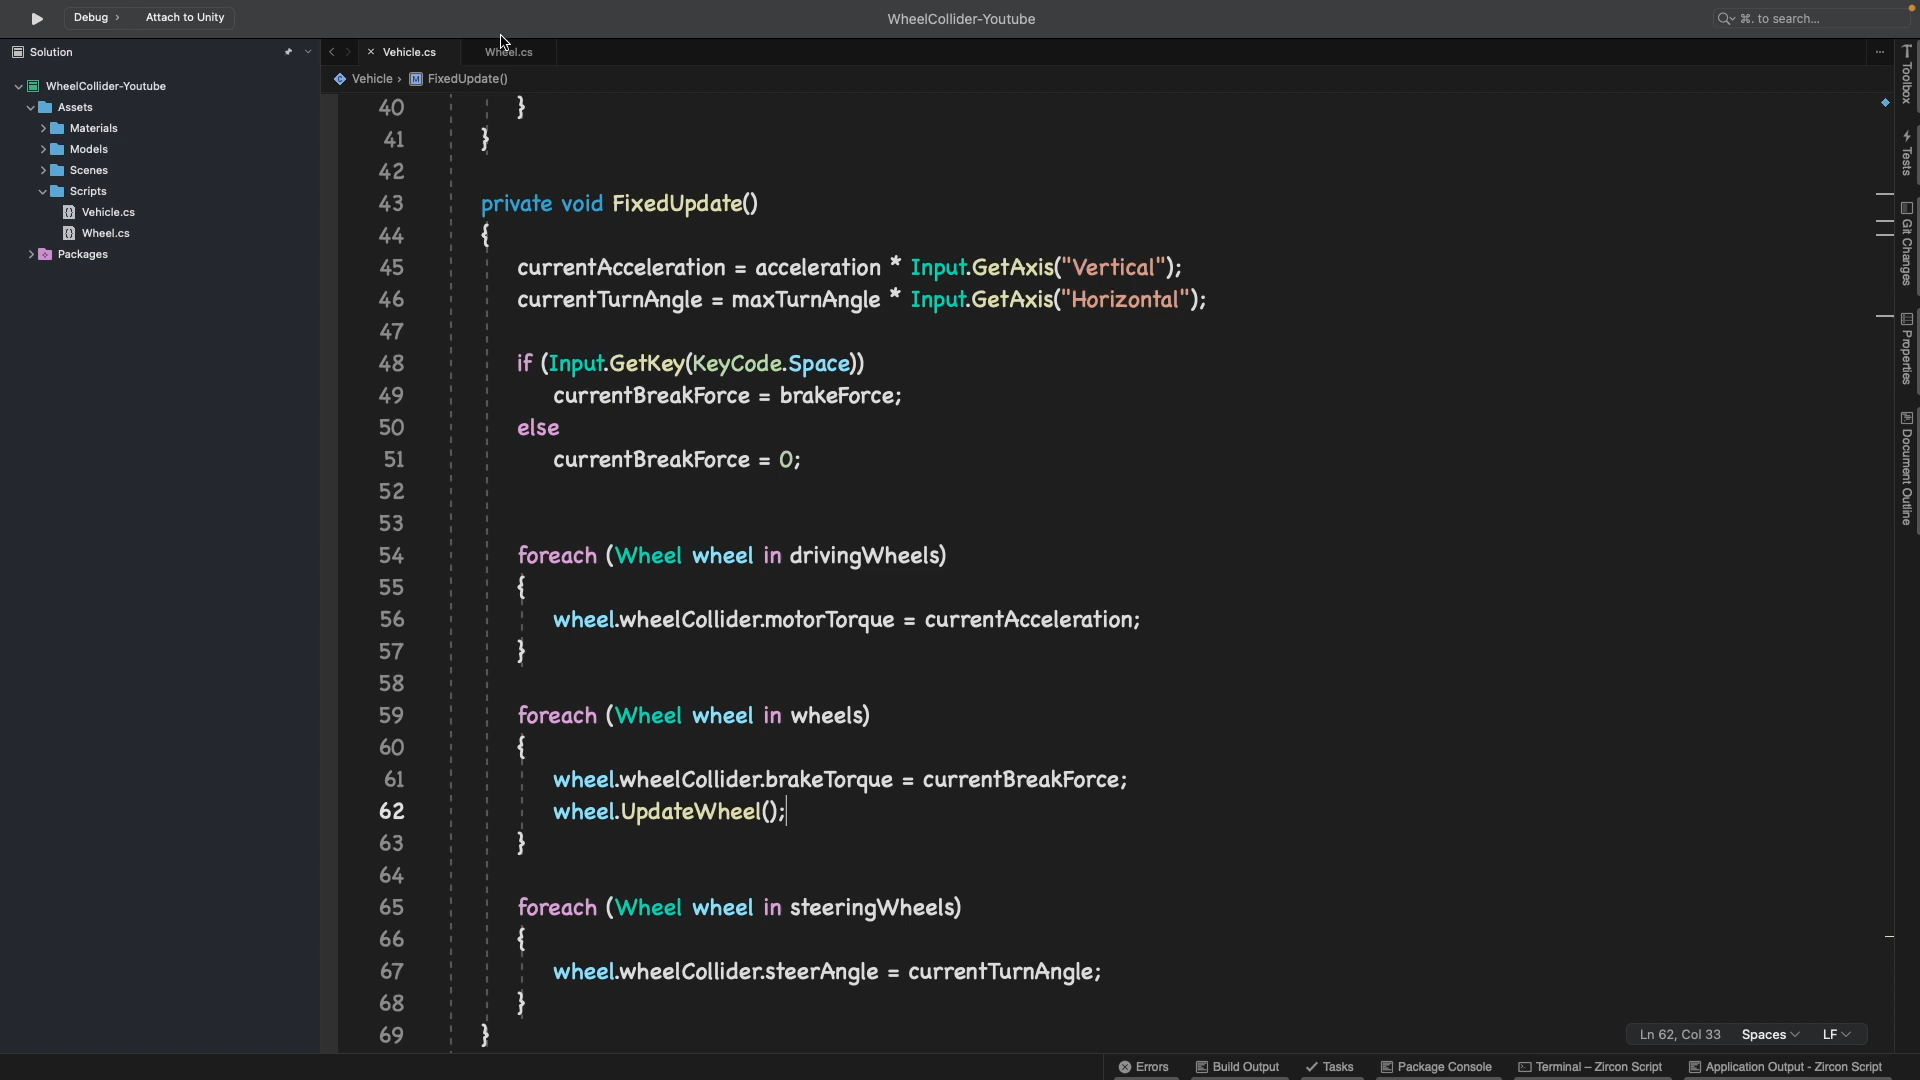 Debug › Attach to Unity
WheelCollider-Youtube
⌘. to search...
Solution
Vehicle.cs
Wheel.cs
Vehicle › M FixedUpdate()
WheelCollider-Youtube
Assets
Materials
Models
Scenes
Scripts
Vehicle.cs
Wheel.cs
Packages
40 }
41 }
42
43 private void FixedUpdate()
44 {
45 currentAcceleration = acceleration * Input.GetAxis("Vertical");
46 currentTurnAngle = maxTurnAngle * Input.GetAxis("Horizontal");
47
48 if (Input.GetKey(KeyCode.Space))
49 currentBreakForce = brakeForce;
50 else
51 currentBreakForce = 0;
52
53
54 foreach (Wheel wheel in drivingWheels)
55 {
56 wheel.wheelCollider.motorTorque = currentAcceleration;
57 }
58
59 foreach (Wheel wheel in wheels)
60 {
61 wheel.wheelCollider.brakeTorque = currentBreakForce;
62 wheel.UpdateWheel();
63 }
64
65 foreach (Wheel wheel in steeringWheels)
66 {
67 wheel.wheelCollider.steerAngle = currentTurnAngle;
68 }
69 }
Toolbox
Tests
Git Changes
Properties
Document Outline
Ln 62, Col 33 Spaces LF
Errors Build Output Tasks Package Console Terminal – Zircon Script Application Output - Zircon Script